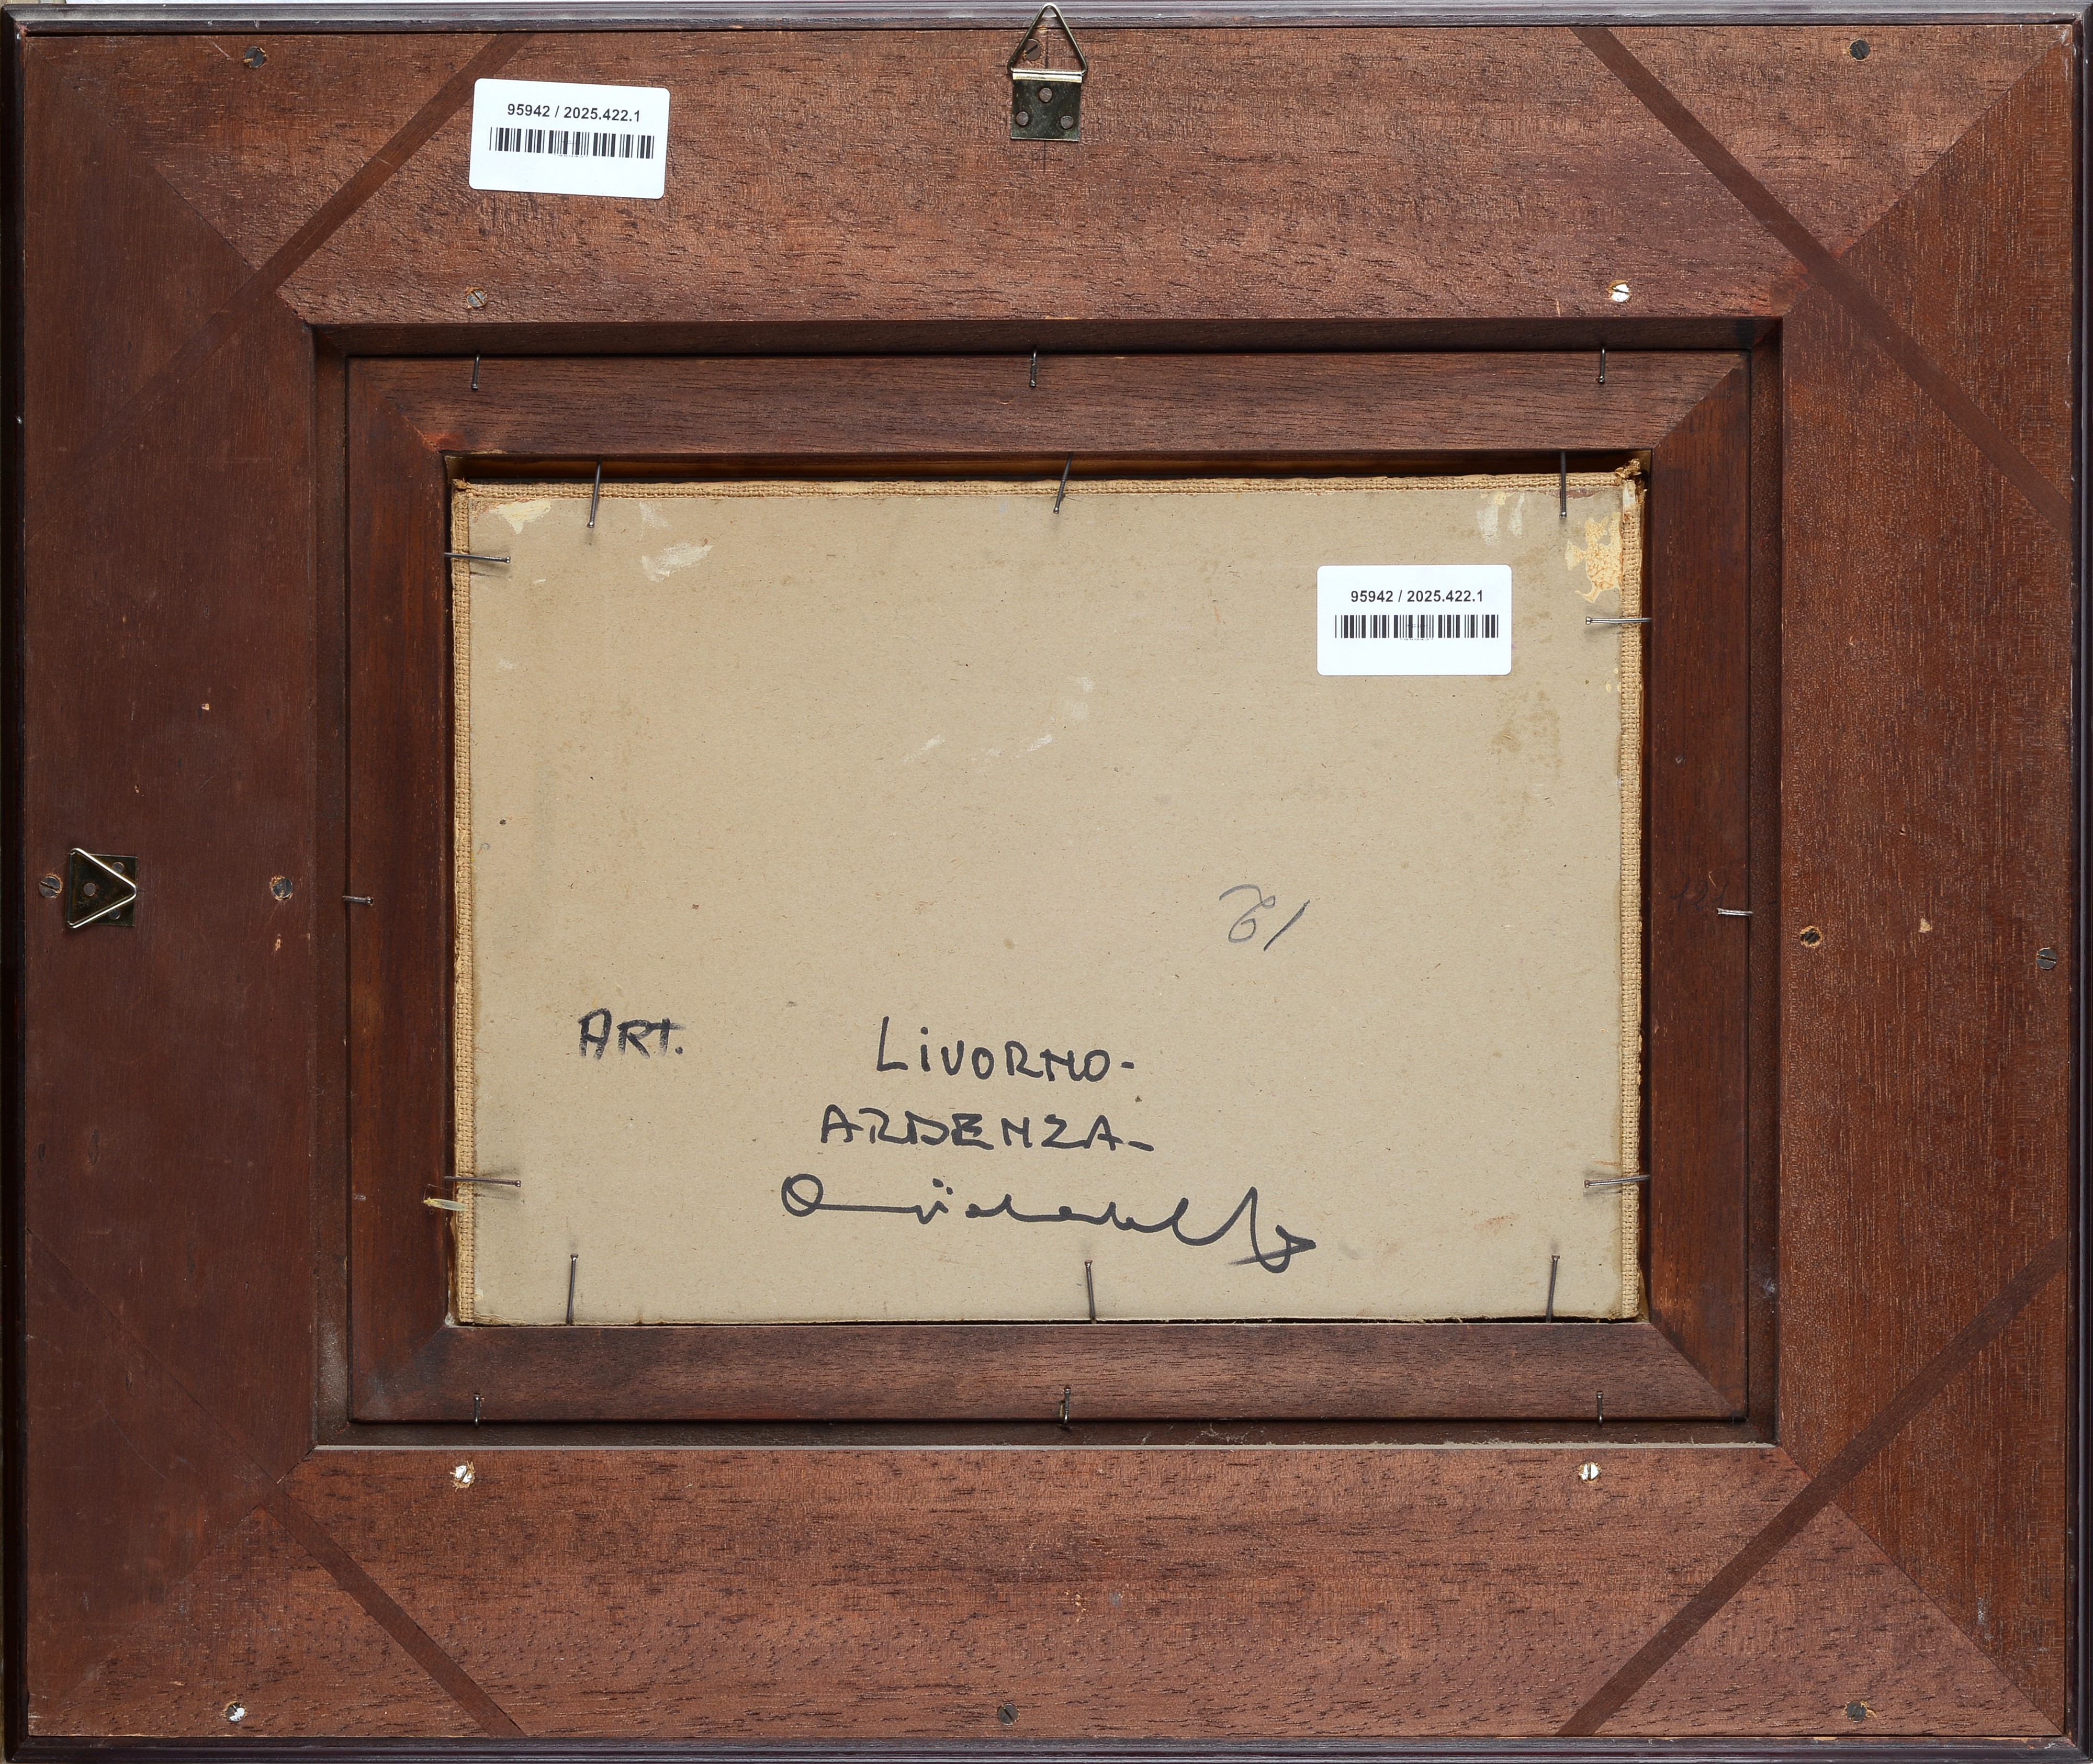 95942 / 2025.422.1
95942 / 2025.422.1
ART.
LiVORNO-
ARDENZA-